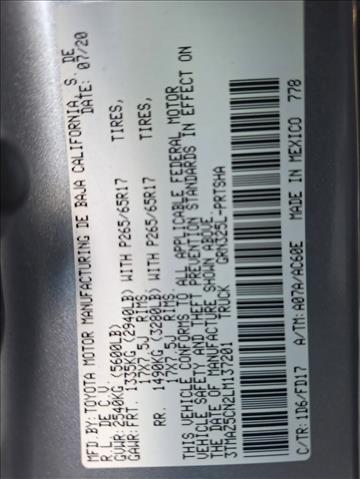 MFD.BY:TOYOTA MOTOR MANUFACTURING DE BAJA CALIFORNIA, S. DE
R.L. DE C.V. DATE: 07/20
GVWR:2540KG (5600LB)
GAWR:FRT. 1335KG (2940LB) WITH P265/65R17 TIRES,
17X7.5J RIMS
RR. 1490KG (3280LB) WITH P265/65R17 TIRES,
17X7.5J RIMS
THIS VEHICLE CONFORMS TO ALL APPLICABLE FEDERAL MOTOR
VEHICLE SAFETY AND THEFT PREVENTION STANDARDS IN EFFECT ON
THE DATE OF MANUFACTURE SHOWN ABOVE.
3TMAZ5CN2LM137201 TRUCK GRN325L-PRTSHA
C/TR:1D6/FD17 A/TM:A07A/AC60E MADE IN MEXICO 778